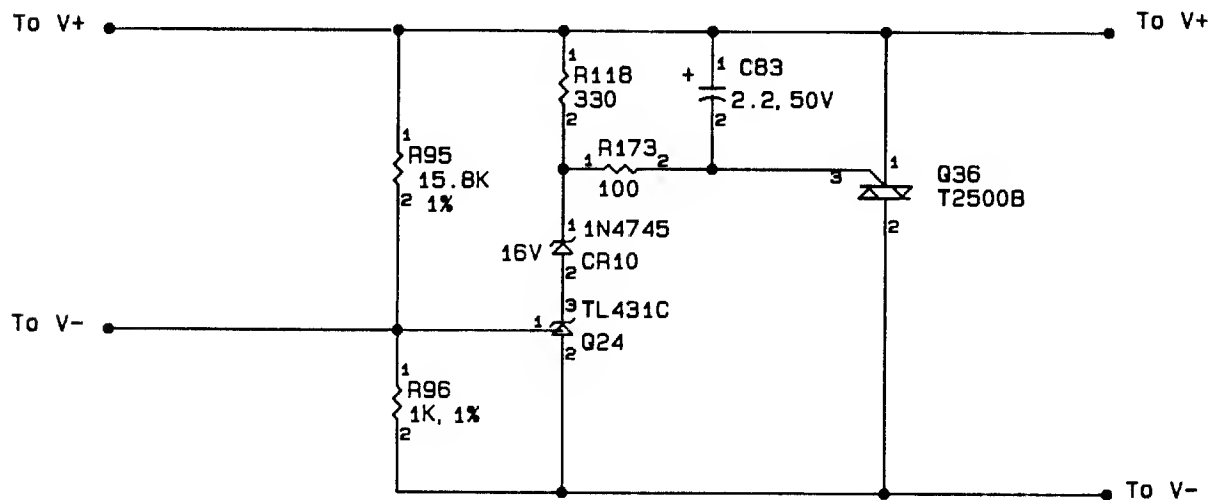 To V+
To V+
1
R118
330
2
+
1
C83
2.2, 50V
2
1
R95
15.8K
2
1%
1
R173
2
100
3
1
Q36
T2500B
2
1
1N4745
16V
CR10
2
3
TL431C
To V-
1
Q24
2
1
R96
1K, 1%
2
To V-